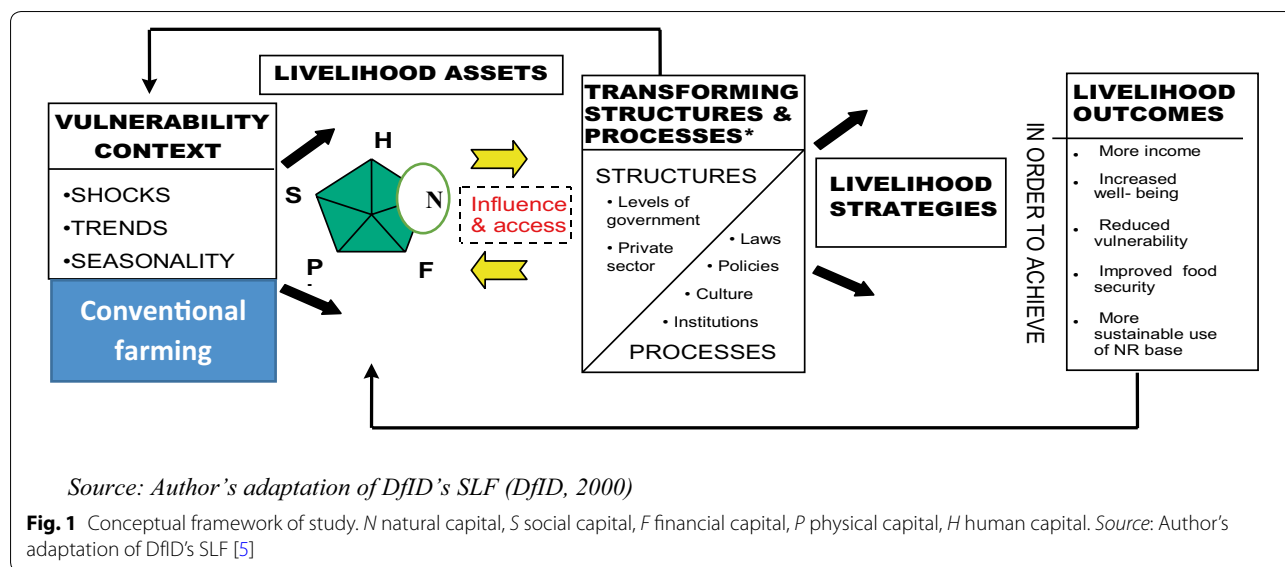 LIVELIHOOD ASSETS
VULNERABILITY
CONTEXT
•SHOCKS
•TRENDS
•SEASONALITY
Conventional
farming
H
S
N
P
F
Influence
& access
TRANSFORMING
STRUCTURES &
PROCESSES*
STRUCTURES
• Levels of
government
• Private
sector
• Laws
• Policies
• Culture
• Institutions
PROCESSES
LIVELIHOOD
STRATEGIES
IN ORDER TO ACHIEVE
LIVELIHOOD
OUTCOMES
• More income
• Increased
well- being
• Reduced
vulnerability
• Improved food
security
• More
sustainable use
of NR base
Source: Author's adaptation of DfID's SLF (DfID, 2000)
Fig. 1 Conceptual framework of study. N natural capital, S social capital, F financial capital, P physical capital, H human capital. Source: Author's
adaptation of DfID's SLF [5]